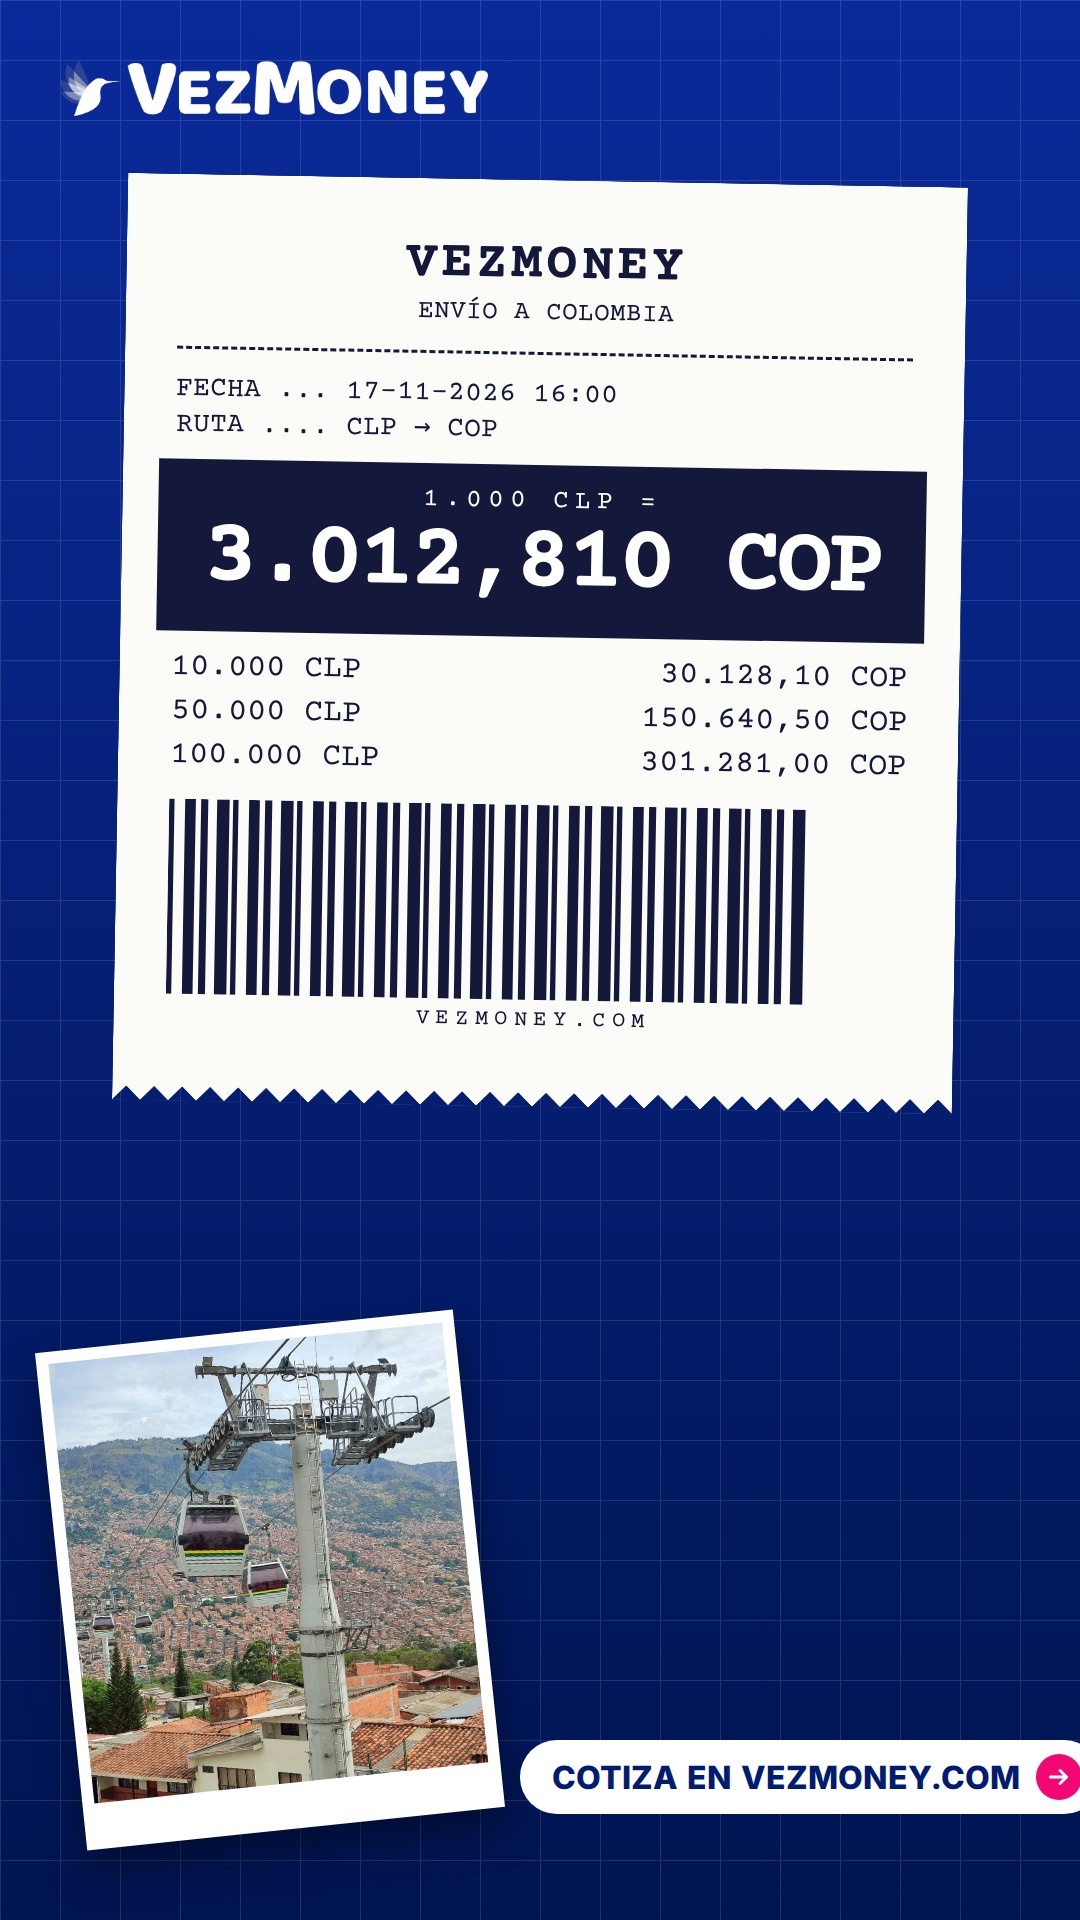 VEZMONEY
VEZMONEY
ENVÍO A COLOMBIA
FECHA ... 17-11-2026 16:00
RUTA .... CLP → COP
1.000 CLP =
3.012,810 COP
10.000 CLP 30.128,10 COP
50.000 CLP 150.640,50 COP
100.000 CLP 301.281,00 COP
VEZMONEY.COM
COTIZA EN VEZMONEY.COM